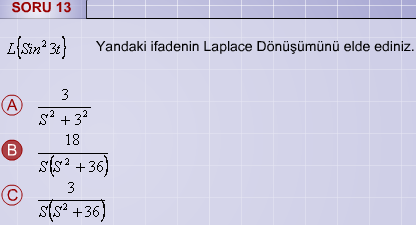 SORU 13
L{Sin² 3t} Yandaki ifadenin Laplace Dönüşümünü elde ediniz.
A 3 / S² + 3²
B 18 / S(S² + 36)
C 3 / S(S² + 36)